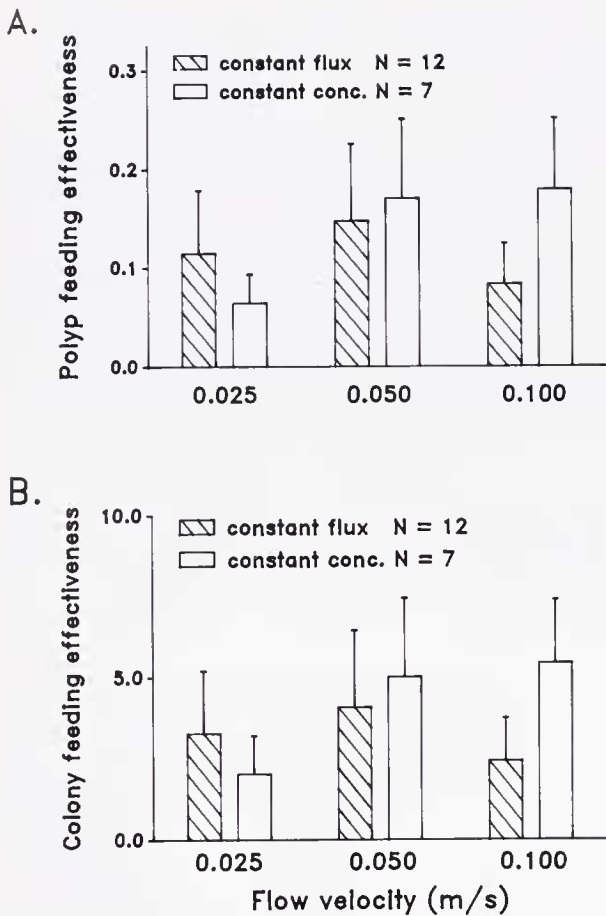 A.
Polyp feeding effectiveness
0.3
0.2
0.1
0.0
constant flux N = 12
constant conc. N = 7
0.025 0.050 0.100
B.
Colony feeding effectiveness
10.0
5.0
0.0
constant flux N = 12
constant conc. N = 7
0.025 0.050 0.100
Flow velocity (m/s)